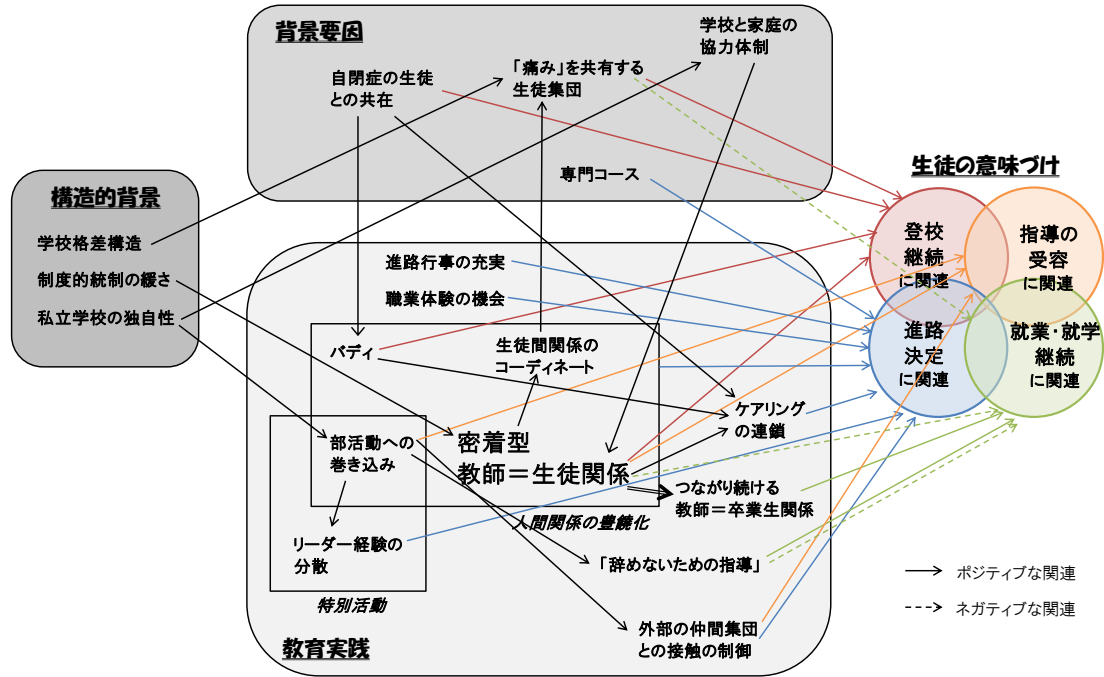 背景要因
学校と家庭の
協力体制
「痛み」を共有する
生徒集団
自閉症の生徒
との共在
専門コース
構造的背景
学校格差構造
制度的統制の緩さ
私立学校の独自性
生徒の意味づけ
登校
継続
に関連
指導の
受容
に関連
進路
決定
に関連
就業・就学
継続
に関連
進路行事の充実
職業体験の機会
バディ
生徒間関係の
コーディネート
ケアリング
の連鎖
部活動への
巻き込み
密着型
教師＝生徒関係
つながり続ける
教師＝卒業生関係
人間関係の豊饒化
リーダー経験の
分散
「辞めないための指導」
特別活動
外部の仲間集団
との接触の制御
教育実践
ポジティブな関連
ネガティブな関連